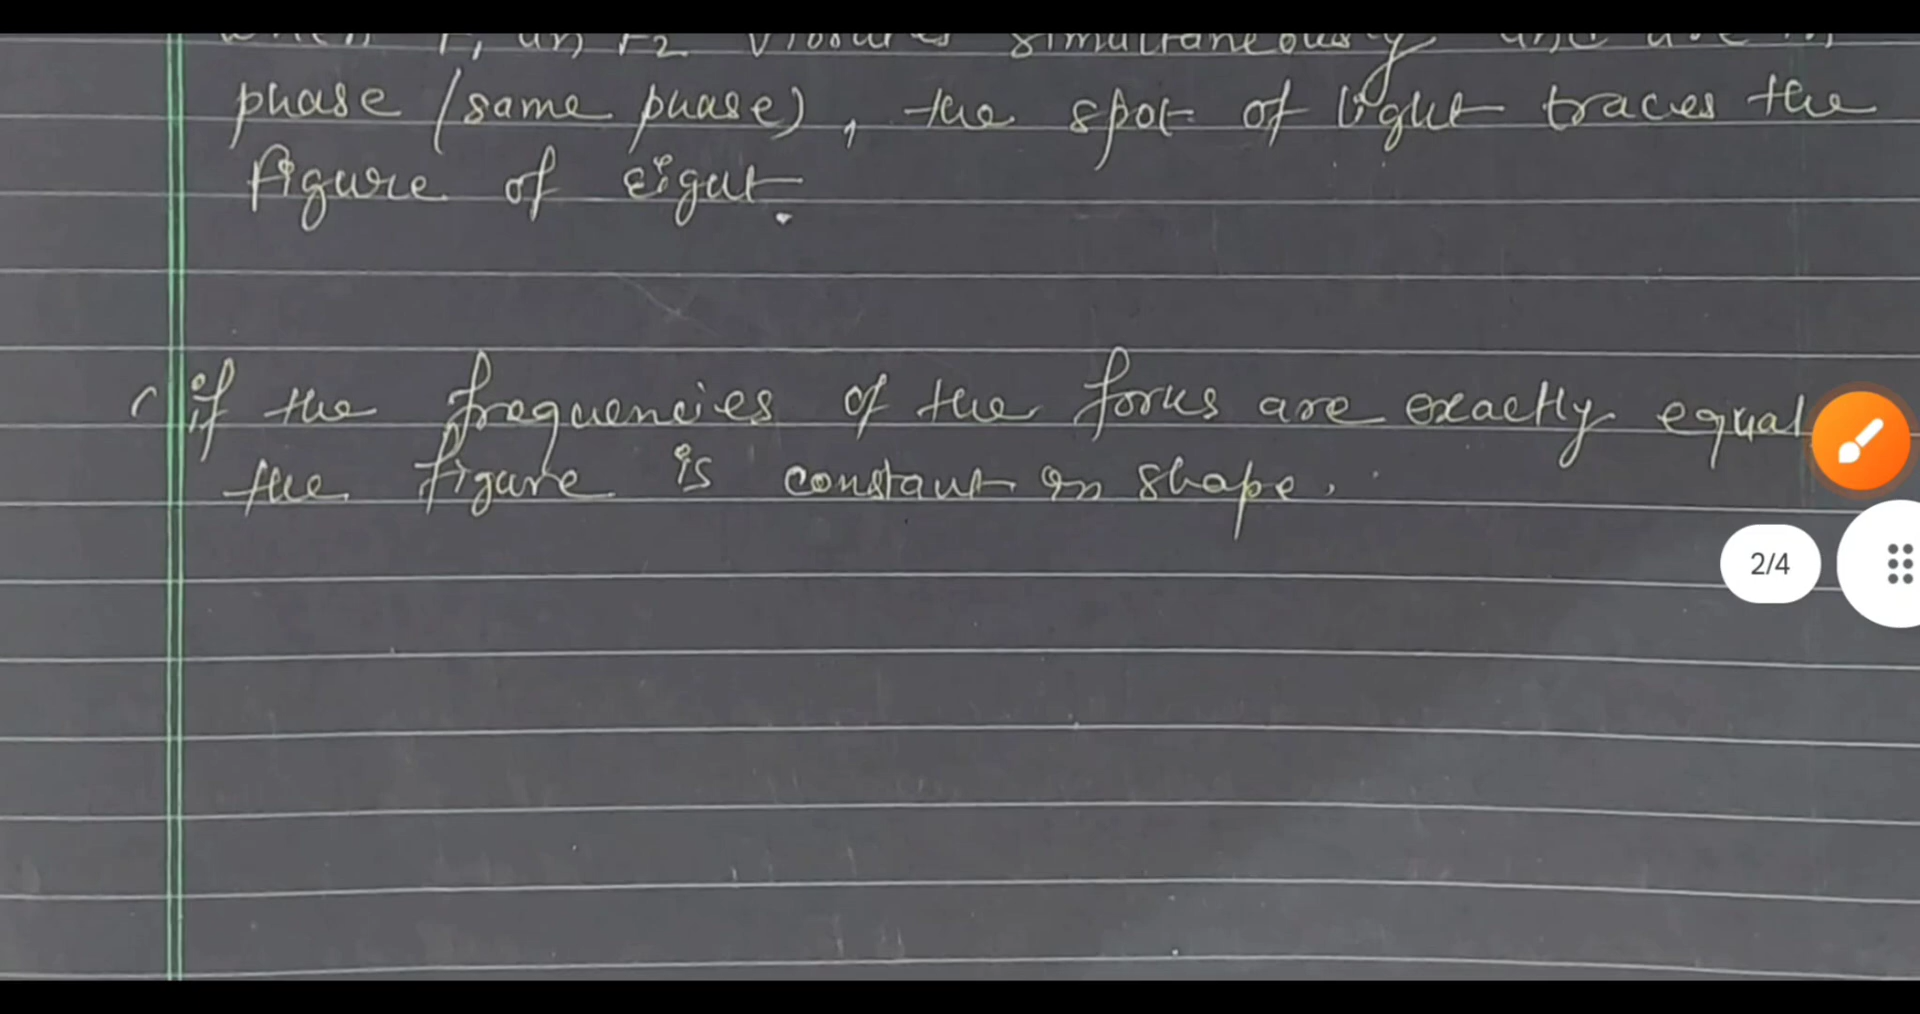 simultaneously
phase (same phase), the spot of light traces the
figure of eight.
if the frequencies of the forks are exactly equal
the figure is constant in shape.
2/4